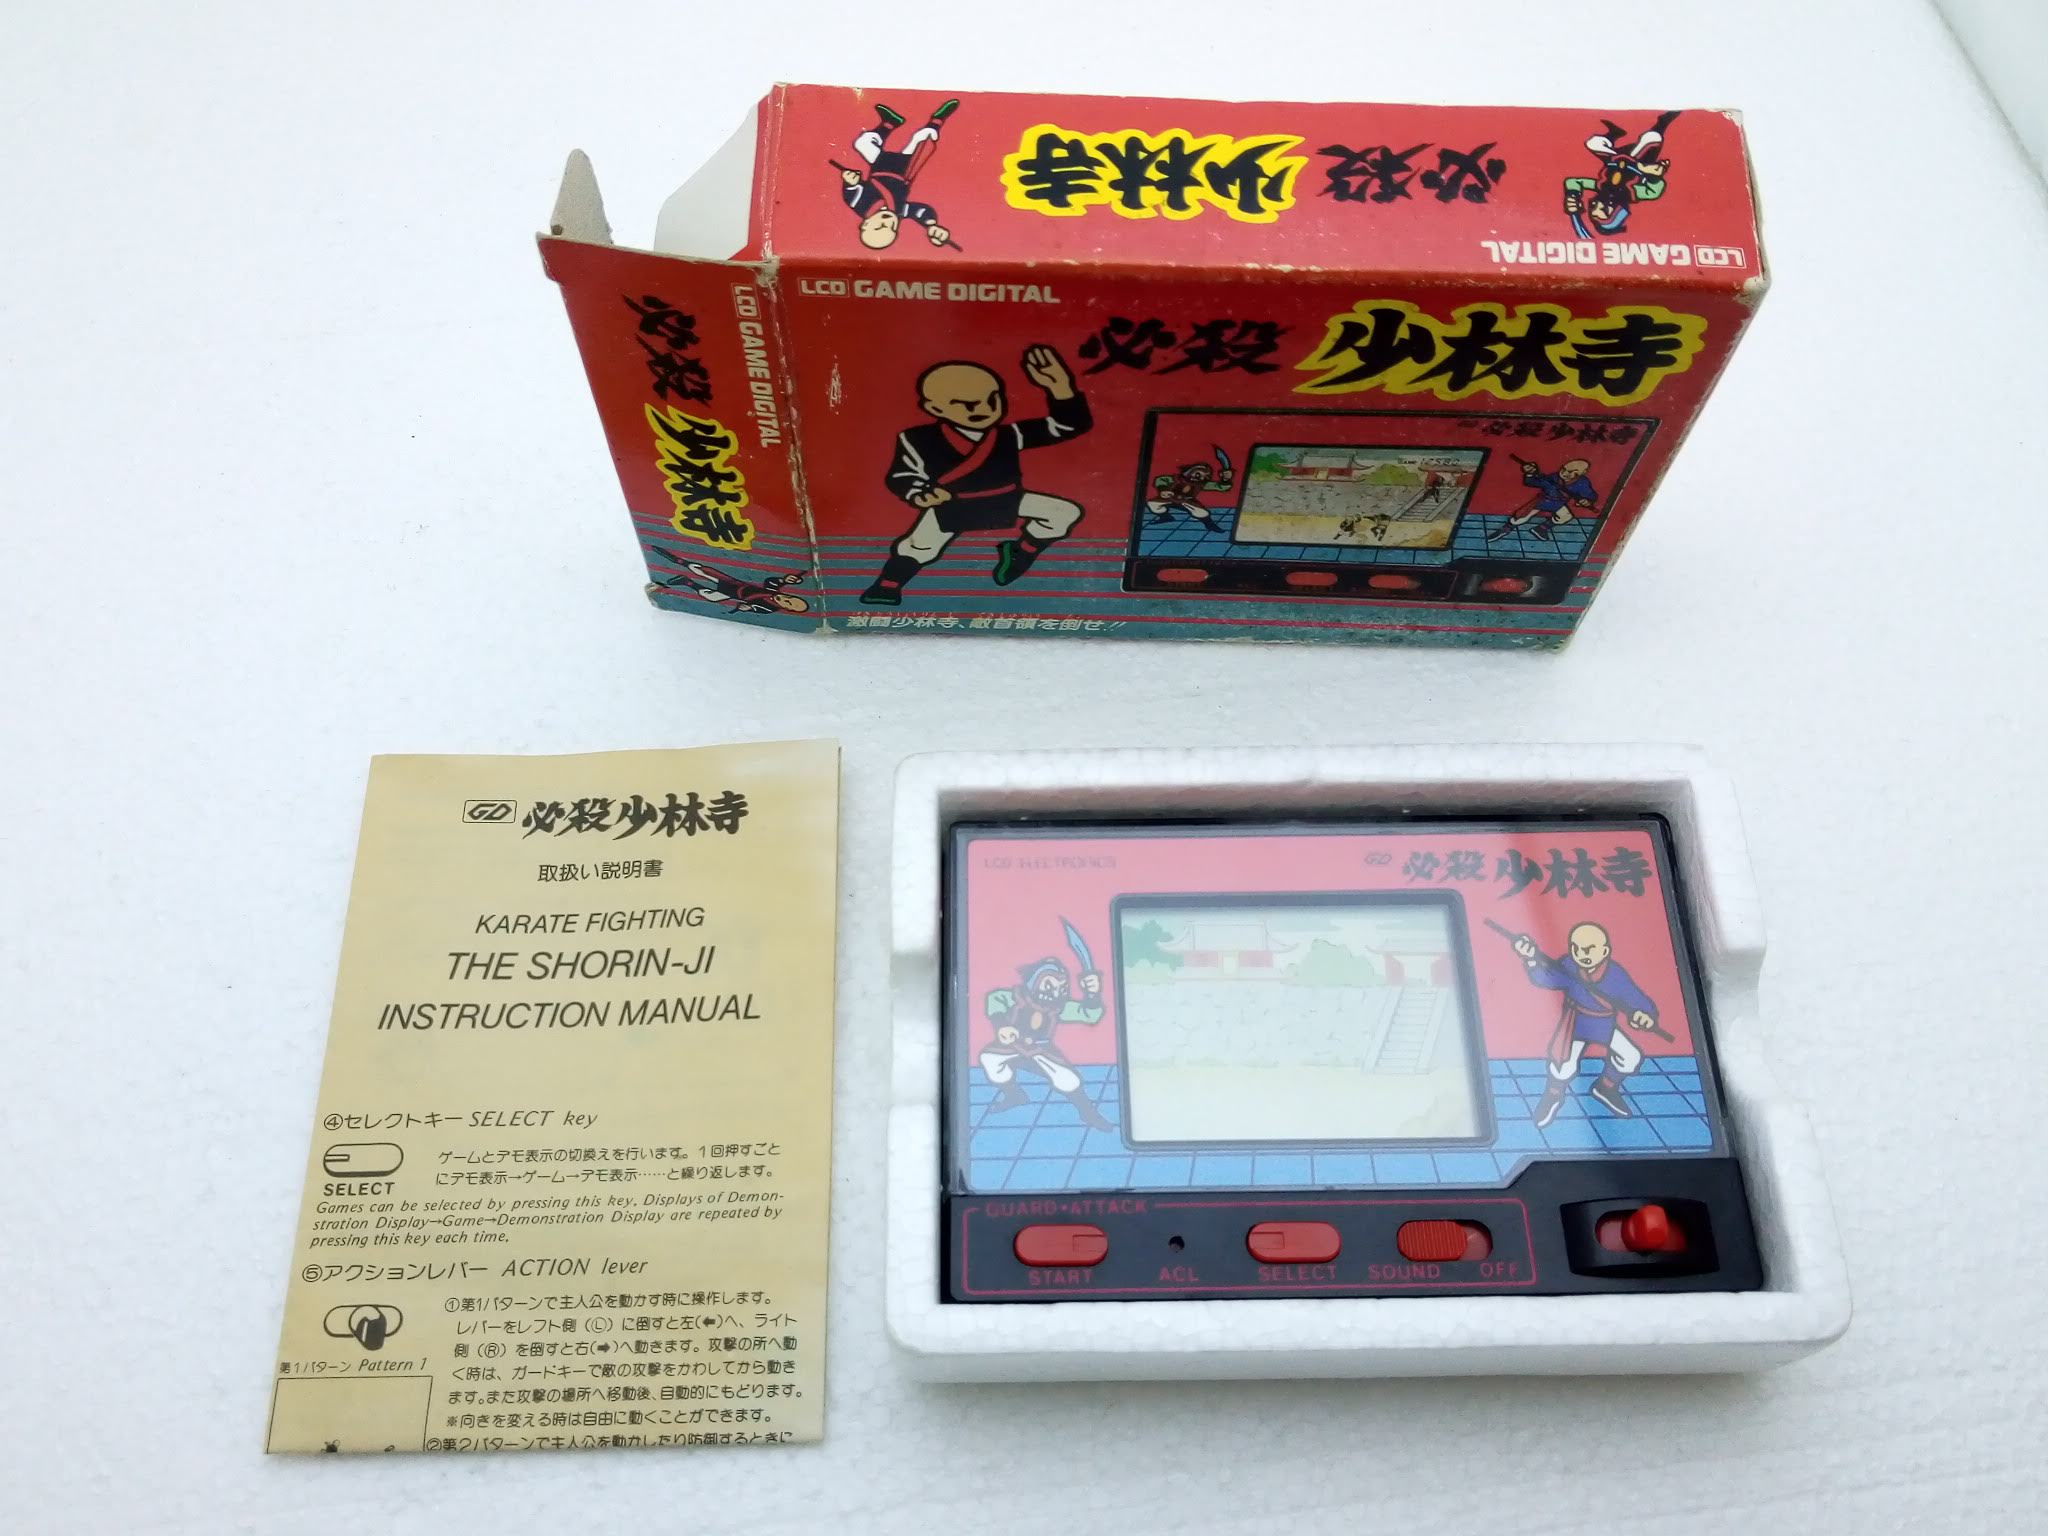 必殺 少林寺
LCD GAME DIGITAL
LCD GAME DIGITAL
必殺 少林寺
LCD GAME DIGITAL
必殺 少林寺
必殺 少林寺
激闘少林寺、敵首領を倒せ!!
GD 必殺少林寺
取扱い説明書
KARATE FIGHTING
THE SHORIN-JI
INSTRUCTION MANUAL
④セレクトキー SELECT key
ゲームとデモ表示の切換えを行います。1回押すごと
にデモ表示→ゲーム→デモ表示……と繰り返します。
SELECT
Games can be selected by pressing this key. Displays of Demon-
stration Display→Game→Demonstration Display are repeated by
pressing this key each time.
⑤アクションレバー ACTION lever
①第1パターンで主人公を動かす時に操作します。
レバーをレフト側(Ⓛ)に倒すと左(⬅)へ、ライト
側(Ⓡ)を倒すと右(➡)へ動きます。攻撃の所へ動
く時は、ガードキーで敵の攻撃をかわしてから動き
ます。また攻撃の場所へ移動後、自動的にもどります。
※向きを変える時は自由に動くことができます。
②第2パターンで主人公を動かしたり防御するときに
第1パターン Pattern 1
LCD ELECTRONICS
GD 必殺 少林寺
GUARD・ATTACK
START
ACL
SELECT
SOUND
OFF